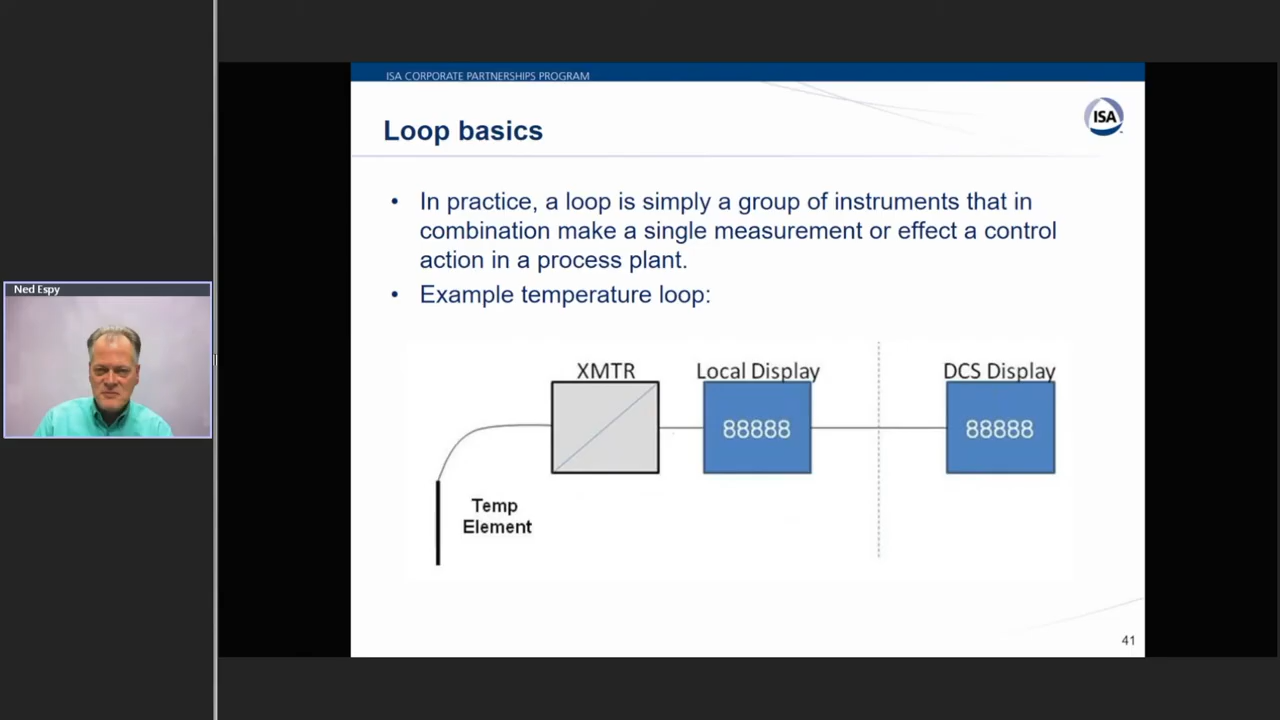 ISA CORPORATE PARTNERSHIPS PROGRAM
ISA
Loop basics
• In practice, a loop is simply a group of instruments that in
combination make a single measurement or effect a control
action in a process plant.
• Example temperature loop:
Ned Espy
XMTR
Local Display
DCS Display
88888
88888
Temp
Element
41